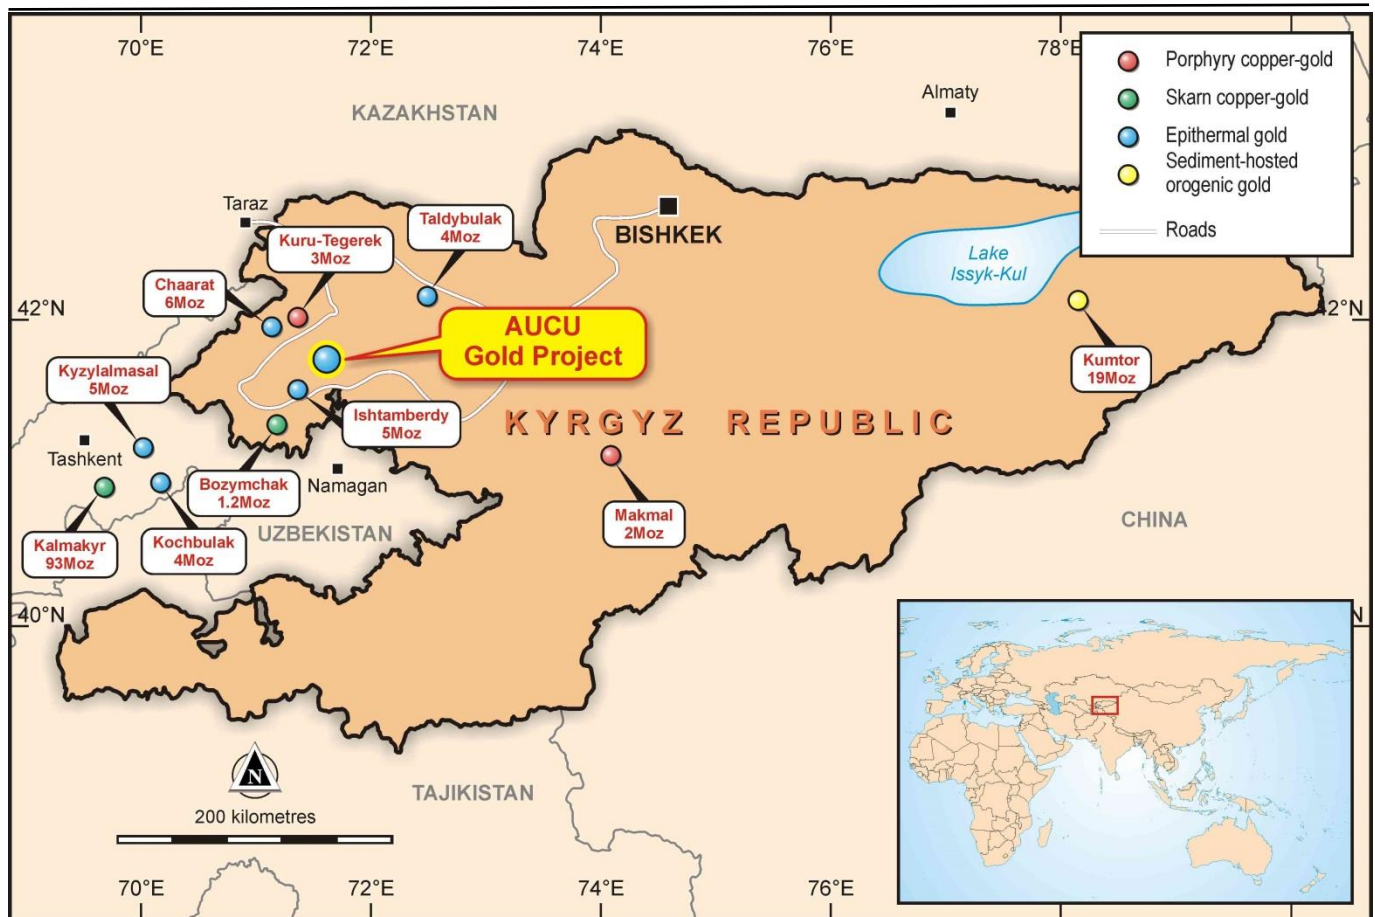 70°E
72°E
74°E
76°E
78°E
Porphyry copper-gold
Skarn copper-gold
Epithermal gold
Sediment-hosted
orogenic gold
Roads
Almaty
KAZAKHSTAN
Taraz
Taldybulak
4Moz
Kuru-Tegerek
3Moz
BISHKEK
Lake
Issyk-Kul
Chaarat
6Moz
42°N
42°N
AUCU
Gold Project
Kumtor
19Moz
Kyzylalmasal
5Moz
Ishtamberdy
5Moz
KYRGYZ REPUBLIC
Tashkent
Bozymchak
1.2Moz
Namagan
Makmal
2Moz
CHINA
UZBEKISTAN
Kalmakyr
93Moz
Kochbulak
4Moz
40°N
N
N
200 kilometres
TAJIKISTAN
70°E
72°E
74°E
76°E